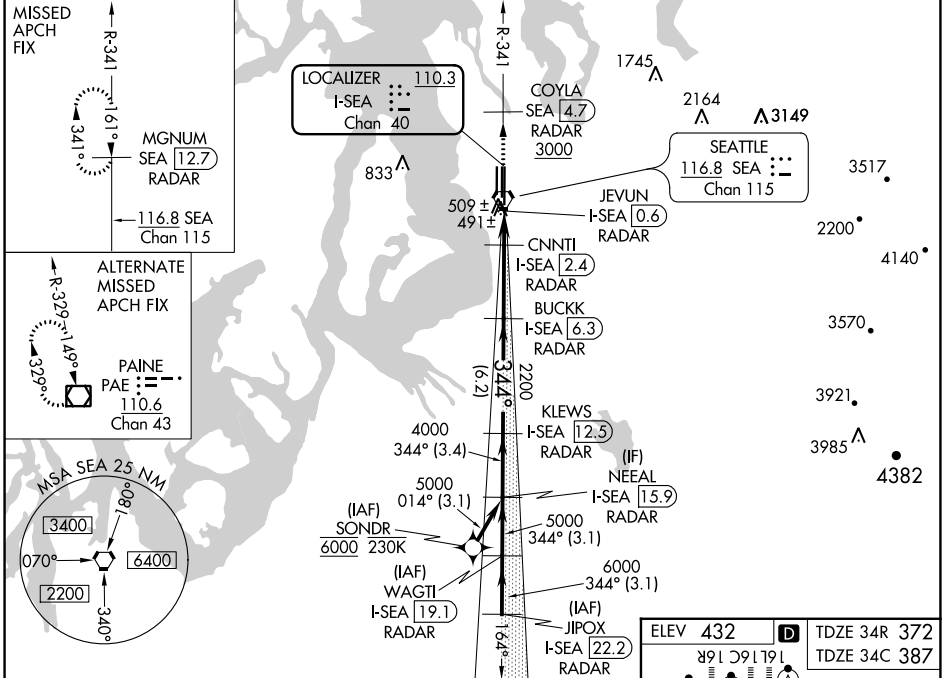 MISSED
APCH
FIX
R-341
161°
341°
MGNUM
SEA 12.7
RADAR
116.8 SEA
Chan 115
ALTERNATE
MISSED
APCH FIX
R-329
149°
329°
PAINE
PAE
110.6
Chan 43
MSA SEA 25 NM
180°
3400
070°
6400
2200
340°
LOCALIZER 110.3
I-SEA
Chan 40
R-341
COYLA
SEA 4.7
RADAR
3000
1745
2164
3149
SEATTLE
116.8 SEA
Chan 115
833
509 ±
491 ±
JEVUN
I-SEA 0.6
RADAR
3517
2200
4140
CNNTI
I-SEA 2.4
RADAR
BUCKK
I-SEA 6.3
RADAR
3570
344°
2200
(6.2)
3921
3985
4382
KLEWS
I-SEA 12.5
RADAR
4000
344° (3.4)
(IF)
NEEAL
I-SEA 15.9
RADAR
5000
014° (3.1)
(IAF)
SONDR
6000 230K
5000
344° (3.1)
(IAF)
WAGTI
I-SEA 19.1
RADAR
6000
344° (3.1)
(IAF)
JIPOX
I-SEA 22.2
RADAR
164°
ELEV 432 D TDZE 34R 372
TDZE 34C 387
16R 16C 16L
A